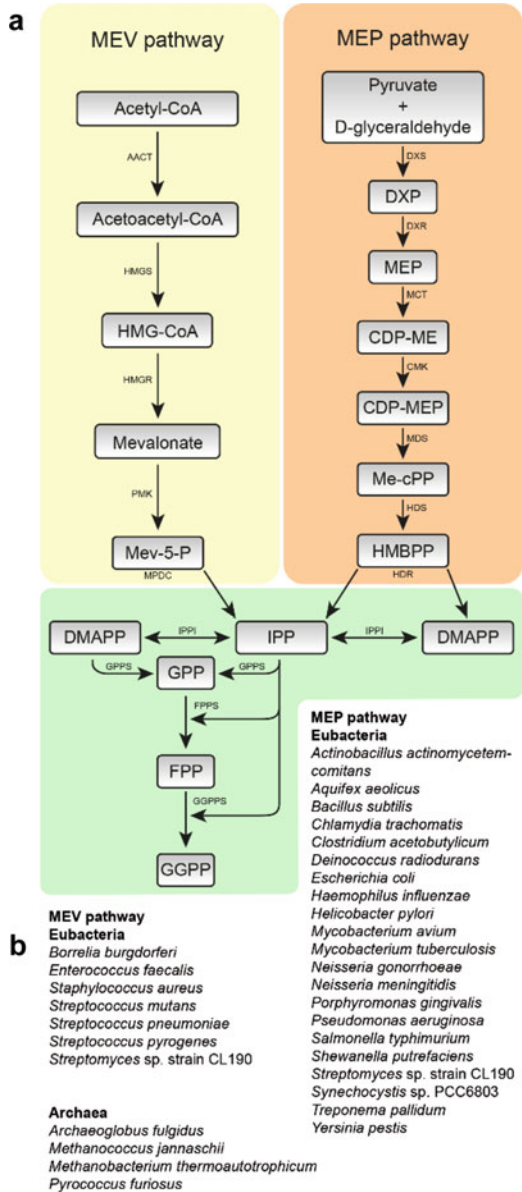 a
MEV pathway
Acetyl-CoA
AACT
Acetoacetyl-CoA
HMGS
HMG-CoA
HMGR
Mevalonate
PMK
Mev-5-P
MPDC
MEP pathway
Pyruvate
+
D-glyceraldehyde
DXS
DXP
DXR
MEP
MCT
CDP-ME
CMK
CDP-MEP
MDS
Me-cPP
HDS
HMBPP
HDR
DMAPP
IPPI
IPP
IPPI
DMAPP
GPPS
GPP
GPPS
FPPS
FPP
GGPPS
GGPP
b
MEV pathway
Eubacteria
Borrelia burgdorferi
Enterococcus faecalis
Staphylococcus aureus
Streptococcus mutans
Streptococcus pneumoniae
Streptococcus pyrogenes
Streptomyces sp. strain CL190
Archaea
Archaeoglobus fulgidus
Methanococcus jannaschii
Methanobacterium thermoautotrophicum
Pyrococcus furiosus
MEP pathway
Eubacteria
Actinobacillus actinomycetem-
comitans
Aquifex aeolicus
Bacillus subtilis
Chlamydia trachomatis
Clostridium acetobutylicum
Deinococcus radiodurans
Escherichia coli
Haemophilus influenzae
Helicobacter pylori
Mycobacterium avium
Mycobacterium tuberculosis
Neisseria gonorrhoeae
Neisseria meningitidis
Porphyromonas gingivalis
Pseudomonas aeruginosa
Salmonella typhimurium
Shewanella putrefaciens
Streptomyces sp. strain CL190
Synechocystis sp. PCC6803
Treponema pallidum
Yersinia pestis